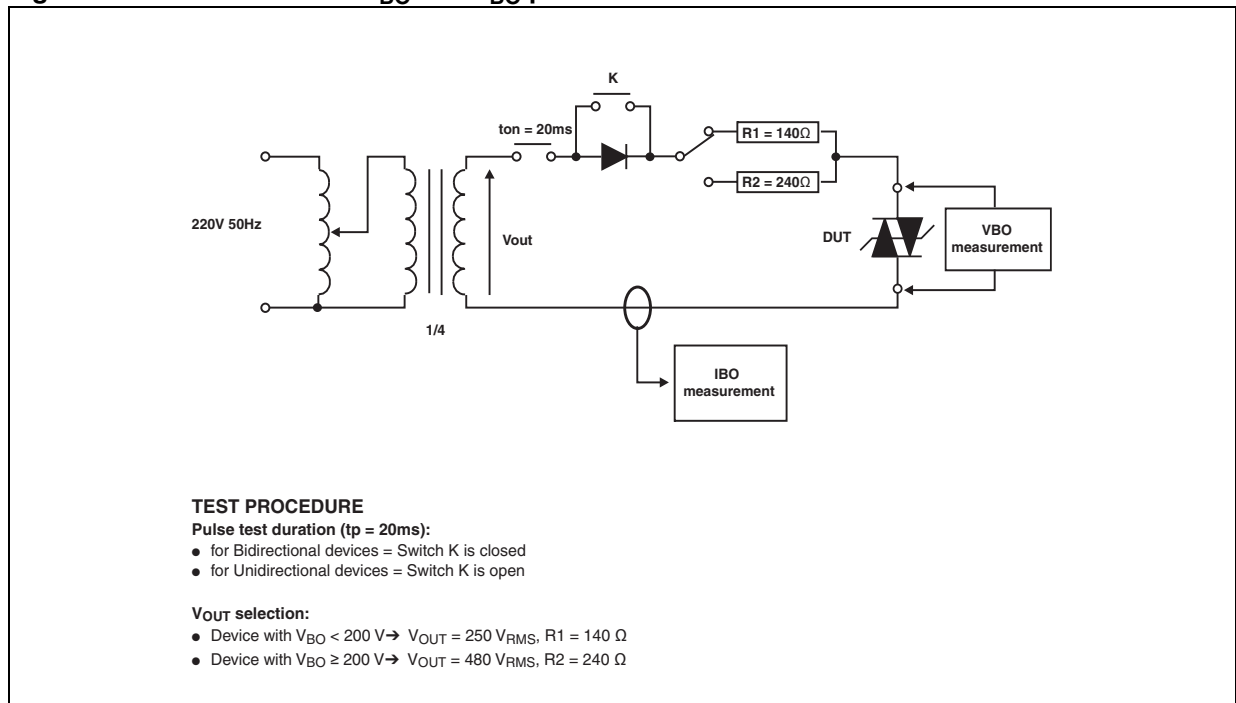 K
ton = 20ms
R1 = 140Ω
R2 = 240Ω
220V 50Hz
Vout
DUT
VBO
measurement
1/4
IBO
measurement
TEST PROCEDURE
Pulse test duration (tp = 20ms):
● for Bidirectional devices = Switch K is closed
● for Unidirectional devices = Switch K is open
VOUT selection:
● Device with VBO < 200 V➔ VOUT = 250 VRMS, R1 = 140 Ω
● Device with VBO ≥ 200 V➔ VOUT = 480 VRMS, R2 = 240 Ω